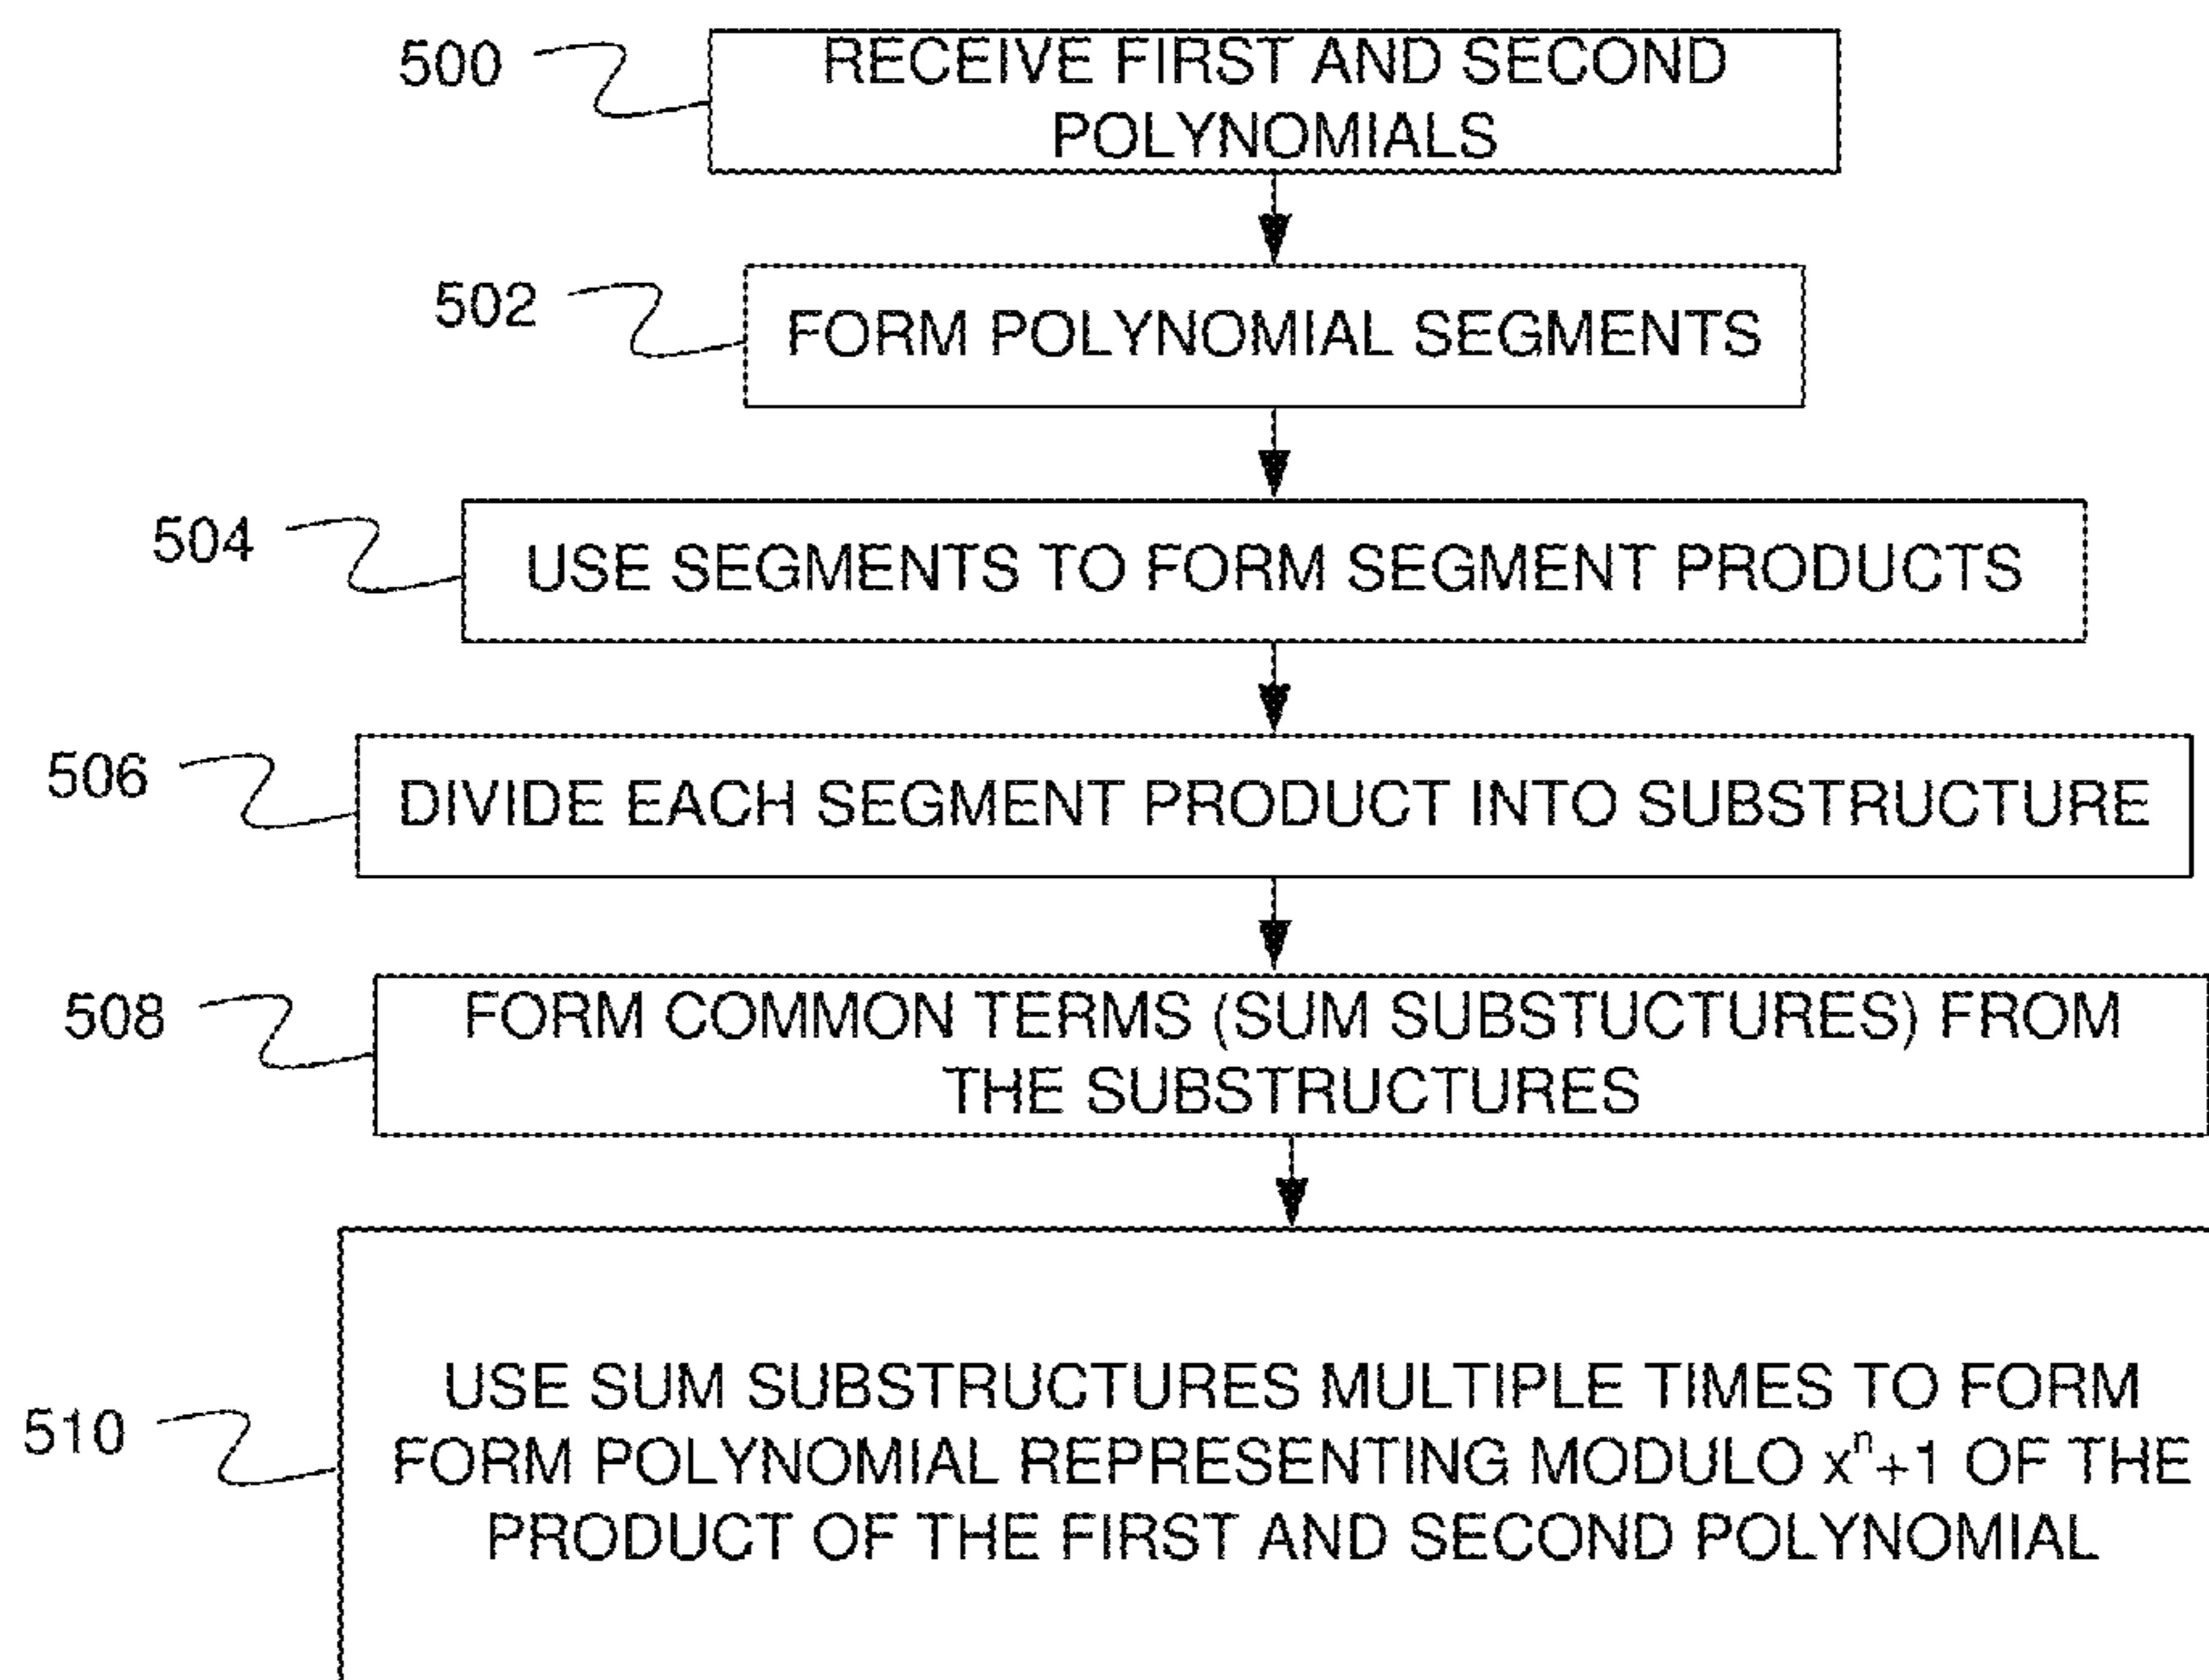 500
RECEIVE FIRST AND SECOND
POLYNOMIALS
502
FORM POLYNOMIAL SEGMENTS
504
USE SEGMENTS TO FORM SEGMENT PRODUCTS
506
DIVIDE EACH SEGMENT PRODUCT INTO SUBSTRUCTURE
508
FORM COMMON TERMS (SUM SUBSTUCTURES) FROM
THE SUBSTRUCTURES
510
USE SUM SUBSTRUCTURES MULTIPLE TIMES TO FORM
FORM POLYNOMIAL REPRESENTING MODULO xⁿ+1 OF THE
PRODUCT OF THE FIRST AND SECOND POLYNOMIAL